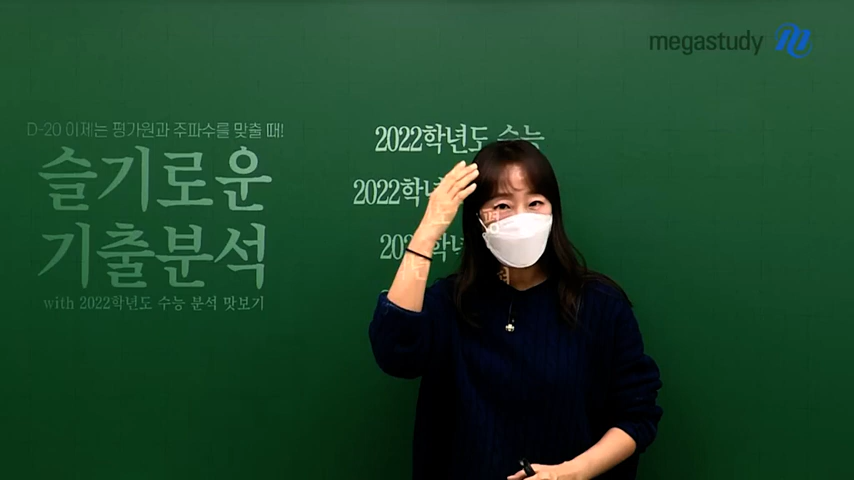 megastudy
D-20 이제는 평가원과 주파수를 맞출 때!
슬기로운
기출분석
with 2022학년도 수능 분석 맛보기
2022학년도 수능
2022학년도